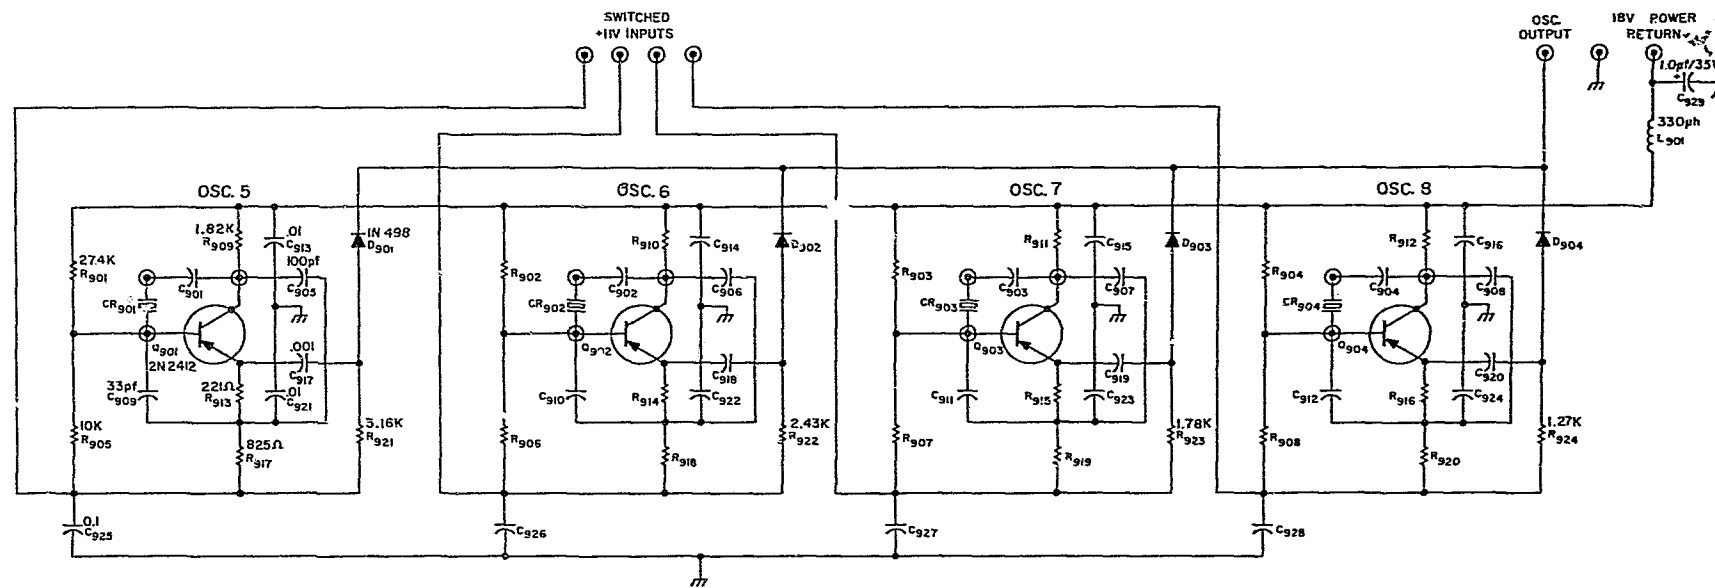 SWITCHED
+11V INPUTS
OSC.
OUTPUT
18V POWER
RETURN
1.0µf/35V
+
C929
330µh
L901
OSC. 5
OSC. 6
OSC. 7
OSC. 8
1.82K
R909
.01
C913
1N 498
D901
R910
C914
D902
R911
C915
D903
R912
C916
D904
27.4K
R901
C901
100pf
C905
R902
C902
C906
R903
C903
C907
R904
C904
C908
CR901
CR902
CR903
CR904
Q901
2N2412
.001
C917
Q902
C918
Q903
C919
Q904
C920
33pf
C909
221Ω
R913
.01
C921
C910
R914
C922
C911
R915
C923
C912
R916
C924
10K
R905
825Ω
R917
3.16K
R921
R906
R918
2.43K
R922
R907
R919
1.78K
R923
R908
R920
1.27K
R924
0.1
C925
C926
C927
C928